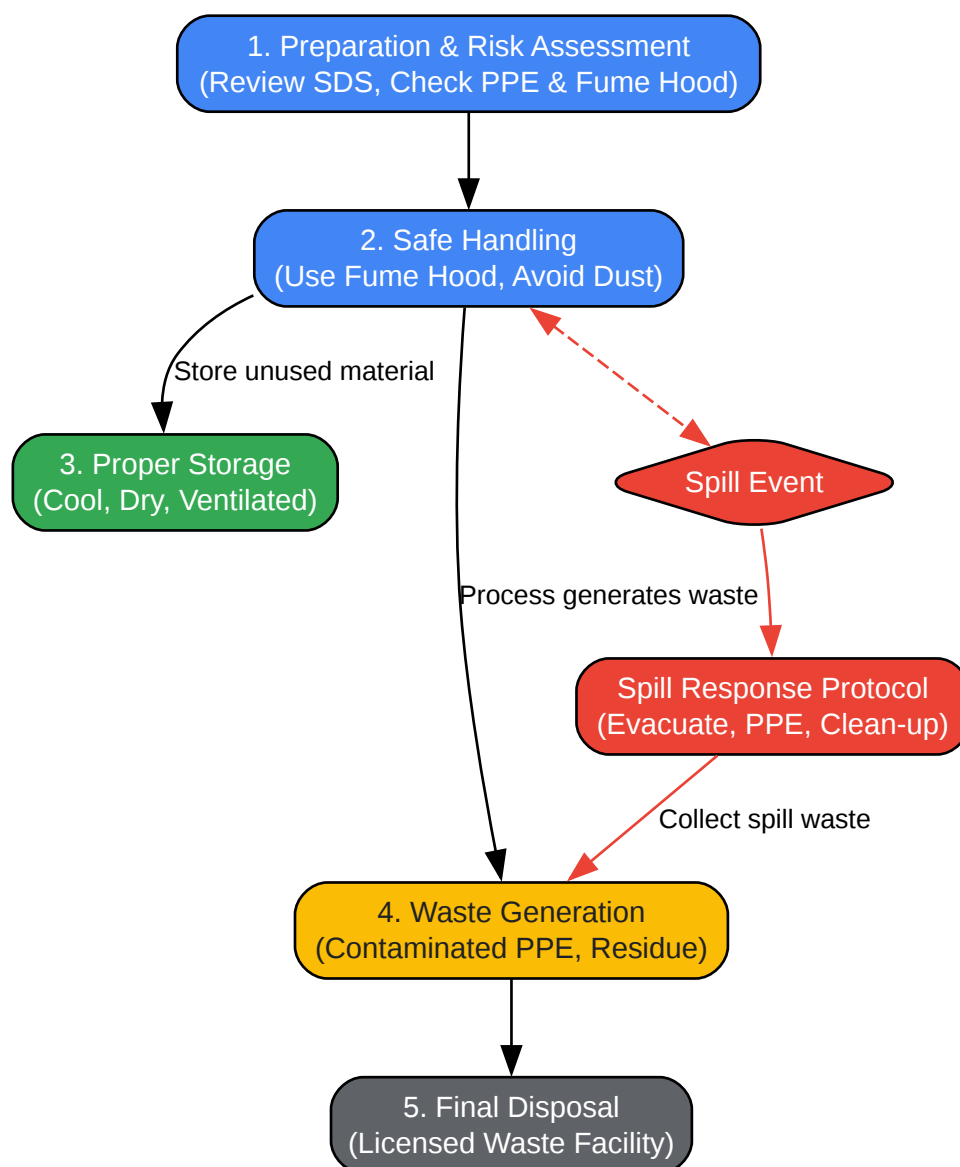 1. Preparation & Risk Assessment
(Review SDS, Check PPE & Fume Hood)
2. Safe Handling
(Use Fume Hood, Avoid Dust)
Store unused material
3. Proper Storage
(Cool, Dry, Ventilated)
Spill Event
Process generates waste
Spill Response Protocol
(Evacuate, PPE, Clean-up)
Collect spill waste
4. Waste Generation
(Contaminated PPE, Residue)
5. Final Disposal
(Licensed Waste Facility)